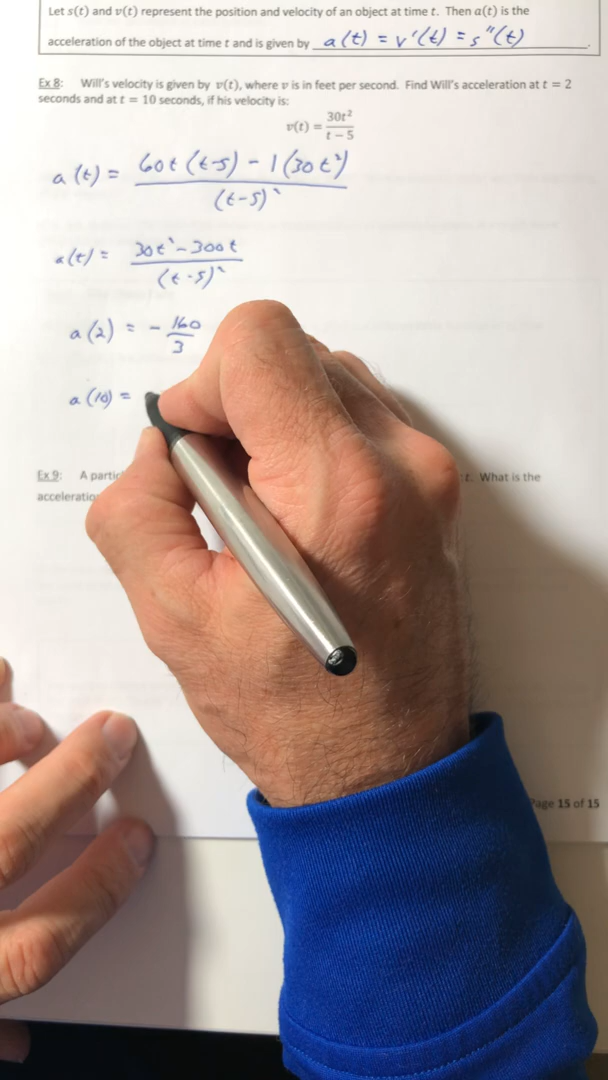 Let s(t) and v(t) represent the position and velocity of an object at time t. Then a(t) is the
acceleration of the object at time t and is given by a(t) = v'(t) = s''(t).
Ex 8: Will's velocity is given by v(t), where v is in feet per second. Find Will's acceleration at t = 2
seconds and at t = 10 seconds, if his velocity is:
v(t) = 30t² / t − 5
a(t) = 60t(t-5) - 1(30t²) / (t-5)²
a(t) = 30t² - 300t / (t-5)²
a(2) = - 160 / 3
a(10) =
Ex 9: A t. What is the
Page 15 of 15